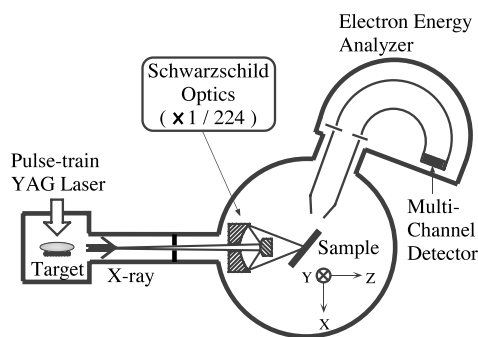 Electron Energy
Analyzer
Schwarzschild
Optics
( x 1 / 224 )
Pulse-train
YAG Laser
Multi-
Channel
Detector
Sample
Target
X-ray
Y
Z
X